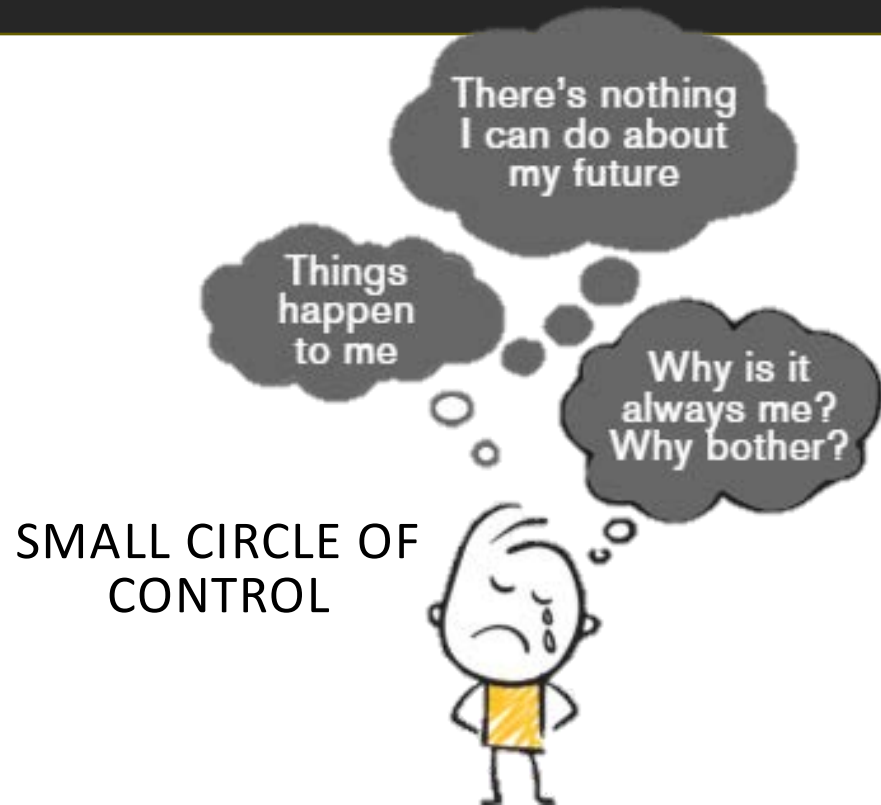 There's nothing
I can do about
my future
Things
happen
to me
Why is it
always me?
Why bother?
SMALL CIRCLE OF
CONTROL